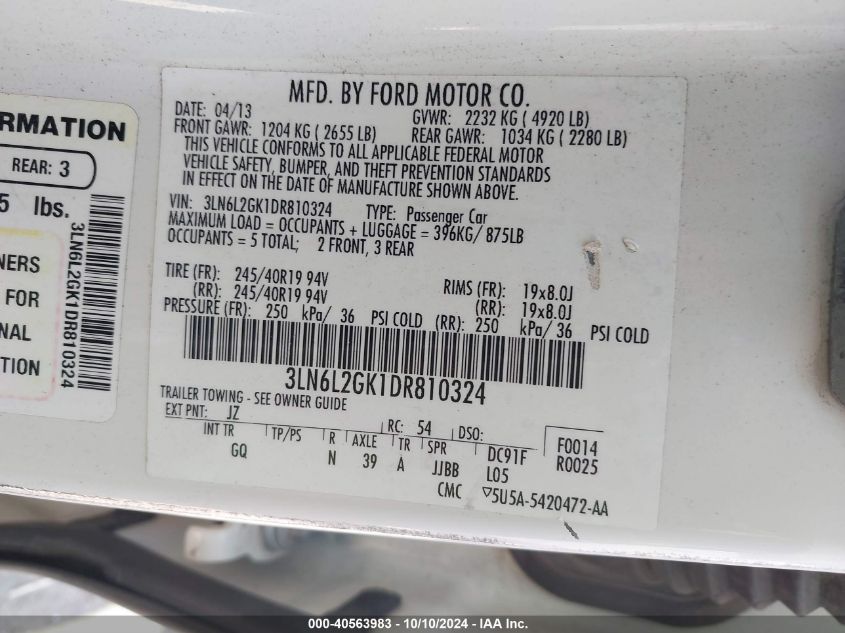 MFD. BY FORD MOTOR CO.
DATE: 04/13
GVWR: 2232 KG ( 4920 LB)
FRONT GAWR: 1204 KG ( 2655 LB)
REAR GAWR: 1034 KG ( 2280 LB)
THIS VEHICLE CONFORMS TO ALL APPLICABLE FEDERAL MOTOR
VEHICLE SAFETY, BUMPER, AND THEFT PREVENTION STANDARDS
IN EFFECT ON THE DATE OF MANUFACTURE SHOWN ABOVE.
VIN: 3LN6L2GK1DR810324 TYPE: Passenger Car
MAXIMUM LOAD = OCCUPANTS + LUGGAGE = 396KG/ 875LB
OCCUPANTS = 5 TOTAL; 2 FRONT, 3 REAR
TIRE (FR): 245/40R19 94V RIMS (FR): 19x8.0J
(RR): 245/40R19 94V (RR): 19x8.0J
PRESSURE (FR): 250 kPa/ 36 PSI COLD (RR): 250 kPa/ 36 PSI COLD
3LN6L2GK1DR810324
TRAILER TOWING - SEE OWNER GUIDE
EXT PNT: JZ RC: 54 DSO: F0014
INT TR TP/PS R AXLE TR SPR DC91F R0025
GQ N 39 A JJBB L05
CMC ▽5U5A-5420472-AA
RMATION
REAR: 3
5 lbs.
NERS
FOR
NAL
TION
3LN6L2GK1DR810324
000-40563983 - 10/10/2024 - IAA Inc.